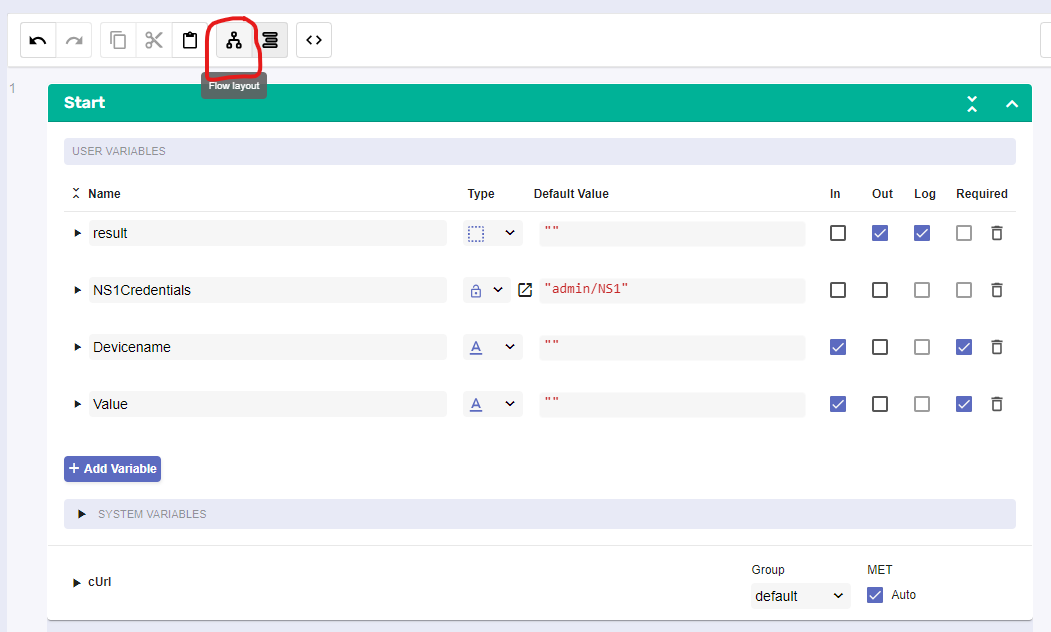 Flow layout
1
Start
USER VARIABLES
Name Type Default Value In Out Log Required
result ""
NS1Credentials "admin/NS1"
Devicename A ""
Value A ""
+ Add Variable
SYSTEM VARIABLES
Group MET
cUrl default Auto